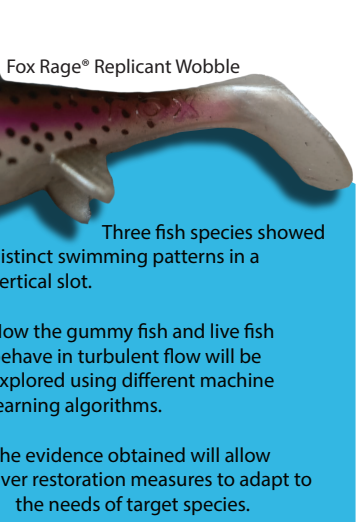 Fox Rage® Replicant Wobble
Three fish species showed
istinct swimming patterns in a
ertical slot.
ow the gummy fish and live fish
ehave in turbulent flow will be
xplored using different machine
earning algorithms.
he evidence obtained will allow
ver restoration measures to adapt to
the needs of target species.